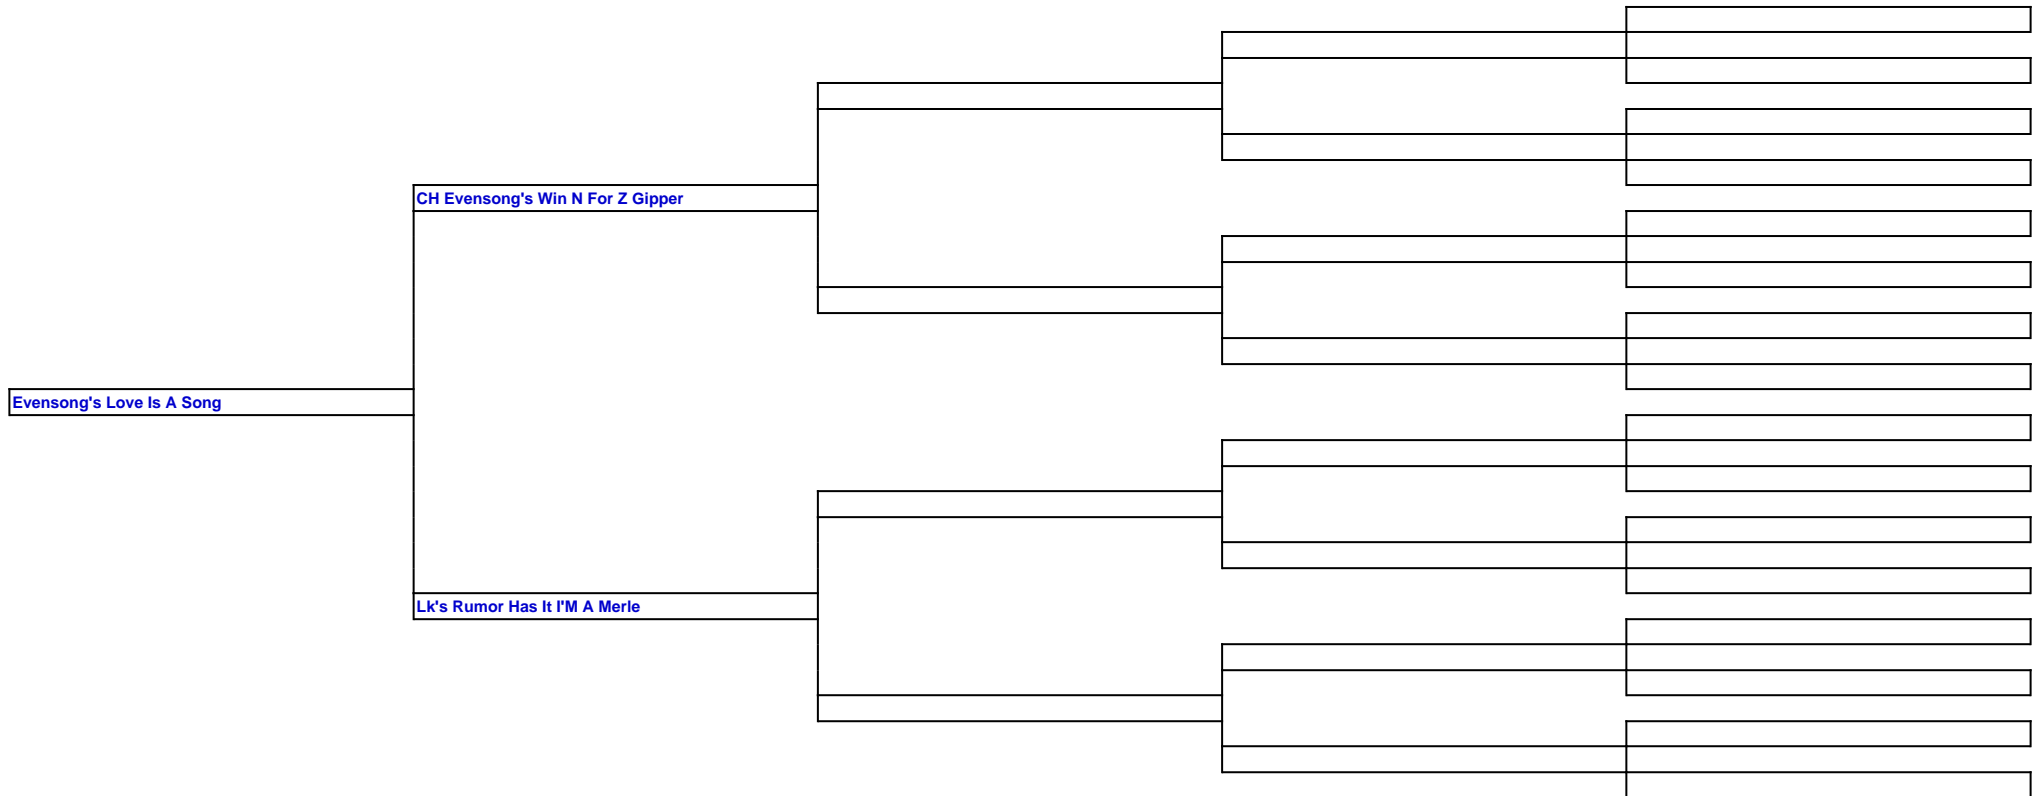 CH Evensong's Win N For Z Gipper
Evensong's Love Is A Song
Lk's Rumor Has It I'M A Merle